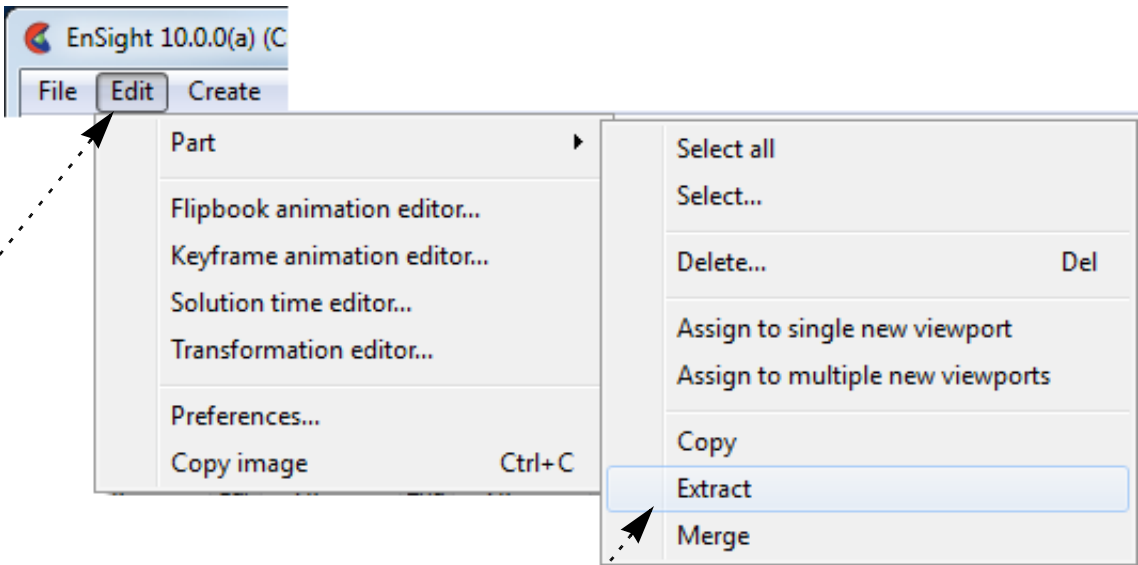 EnSight 10.0.0(a) (C
File Edit Create
Part
Flipbook animation editor...
Keyframe animation editor...
Solution time editor...
Transformation editor...
Preferences...
Copy image Ctrl+C
Select all
Select...
Delete... Del
Assign to single new viewport
Assign to multiple new viewports
Copy
Extract
Merge